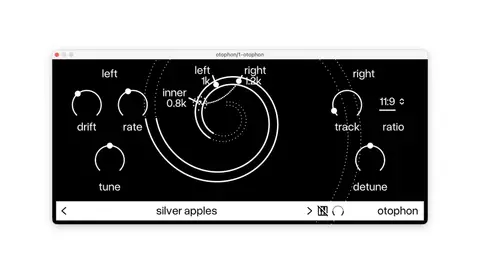 otophon/1-otophon
left
left
right
right
1k
1.2k
inner
0.8k
11:9
drift
rate
track
ratio
tune
detune
silver apples
otophon